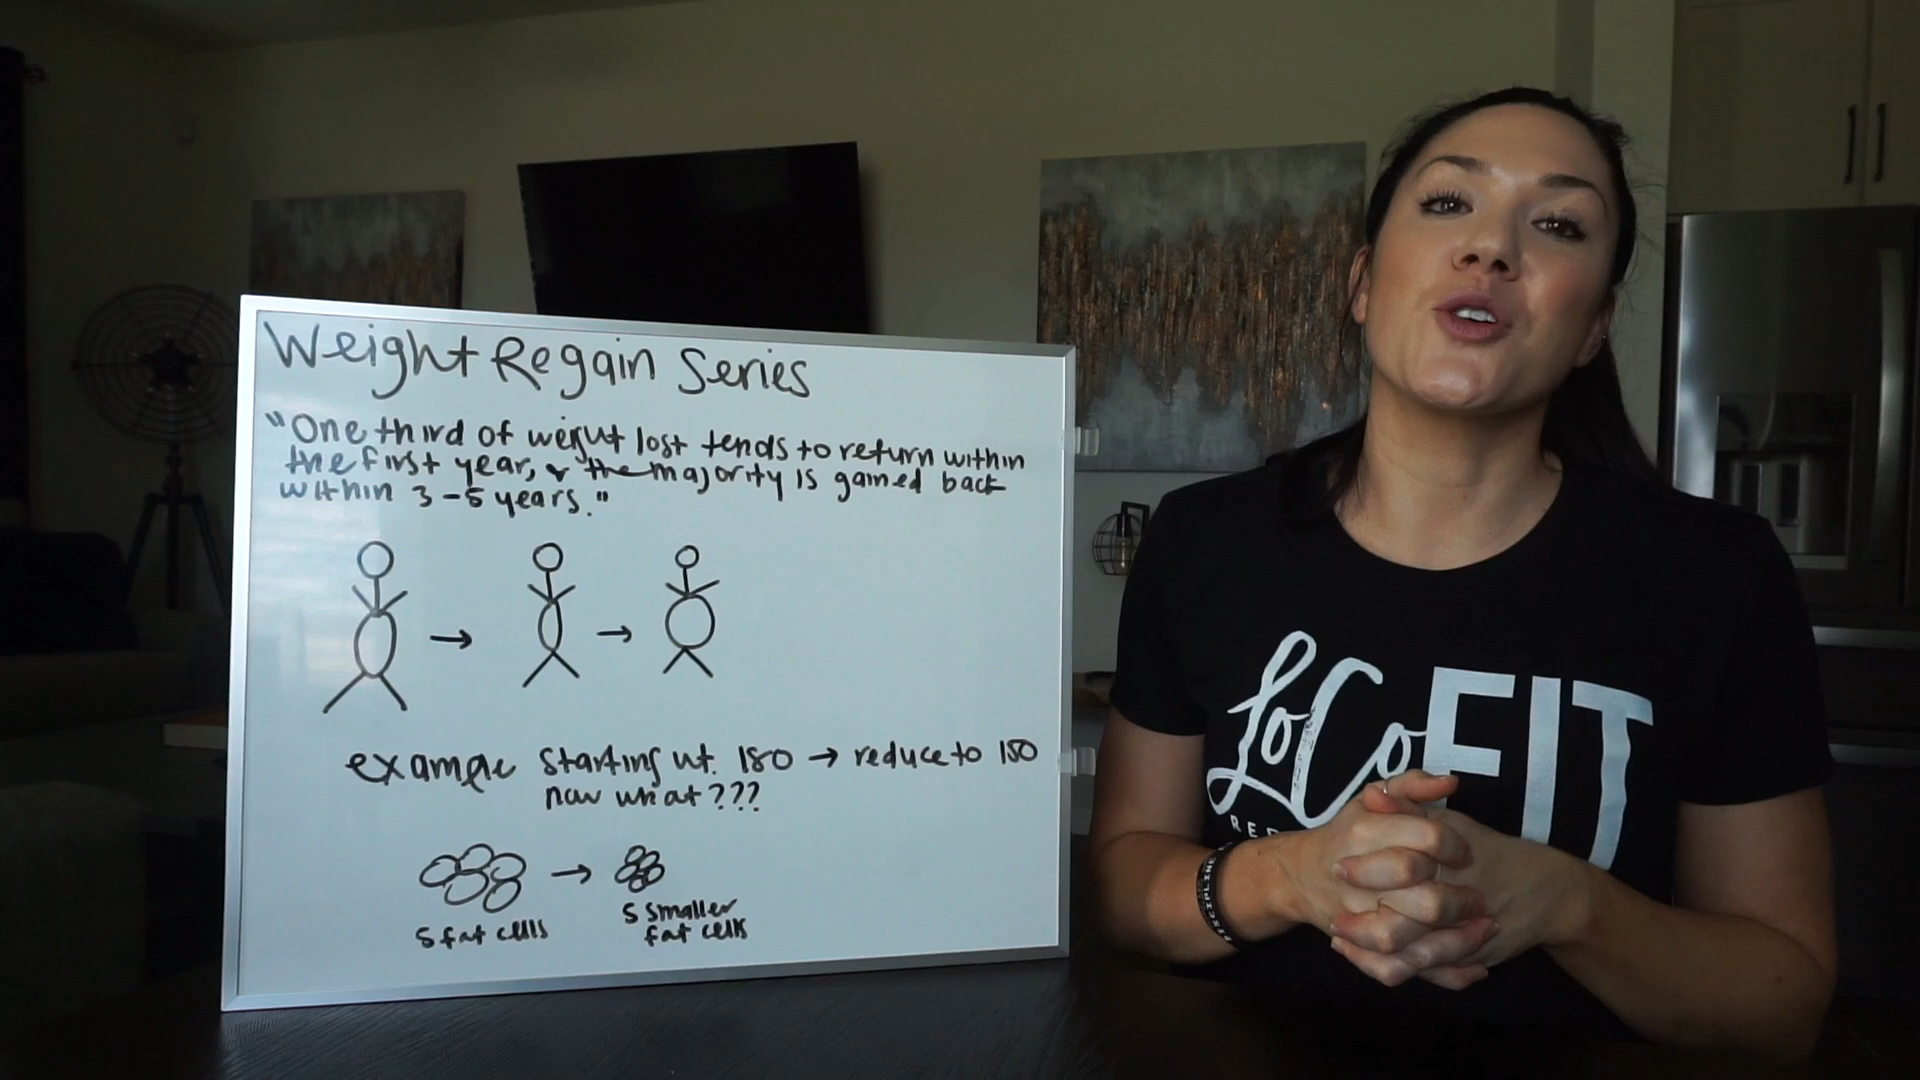 Weight Regain Series
"One third of weight lost tends to return within
the first year, & the majority is gained back
within 3-5 years."
example starting wt. 180 → reduce to 150
now what???
5 fat cells
5 smaller
fat cells
LoCoFIT
DISCIPLINE